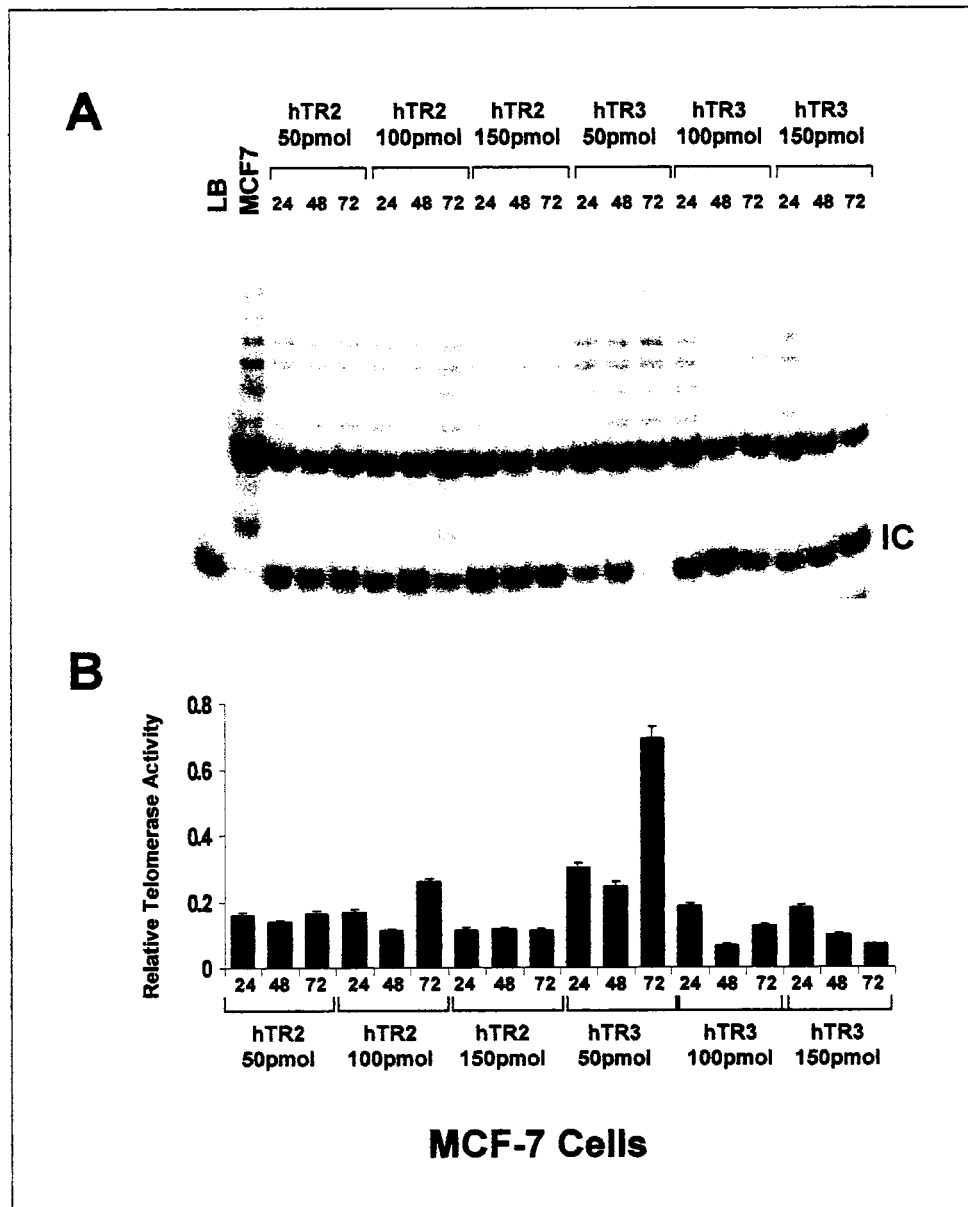 A
hTR2 hTR2 hTR2 hTR3 hTR3 hTR3
50pmol 100pmol 150pmol 50pmol 100pmol 150pmol
LB
MCF7
24 48 72 24 48 72 24 48 72 24 48 72 24 48 72 24 48 72
IC
B
Relative Telomerase Activity
0.8
0.6
0.4
0.2
0
24 48 72 24 48 72 24 48 72 24 48 72 24 48 72 24 48 72
hTR2 hTR2 hTR2 hTR3 hTR3 hTR3
50pmol 100pmol 150pmol 50pmol 100pmol 150pmol
MCF-7 Cells